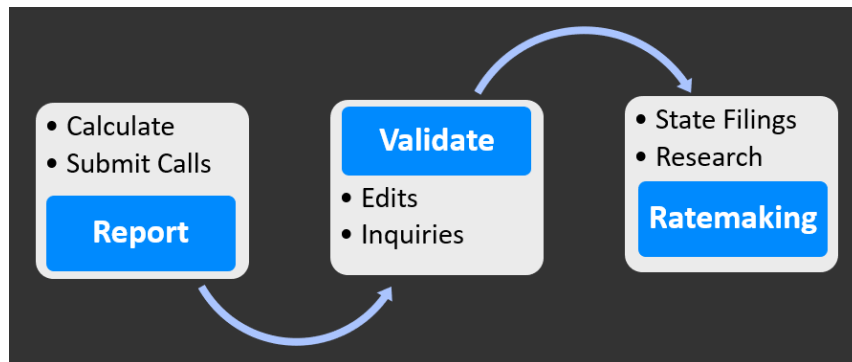 • Calculate
• Submit Calls
Report
Validate
• Edits
• Inquiries
• State Filings
• Research
Ratemaking